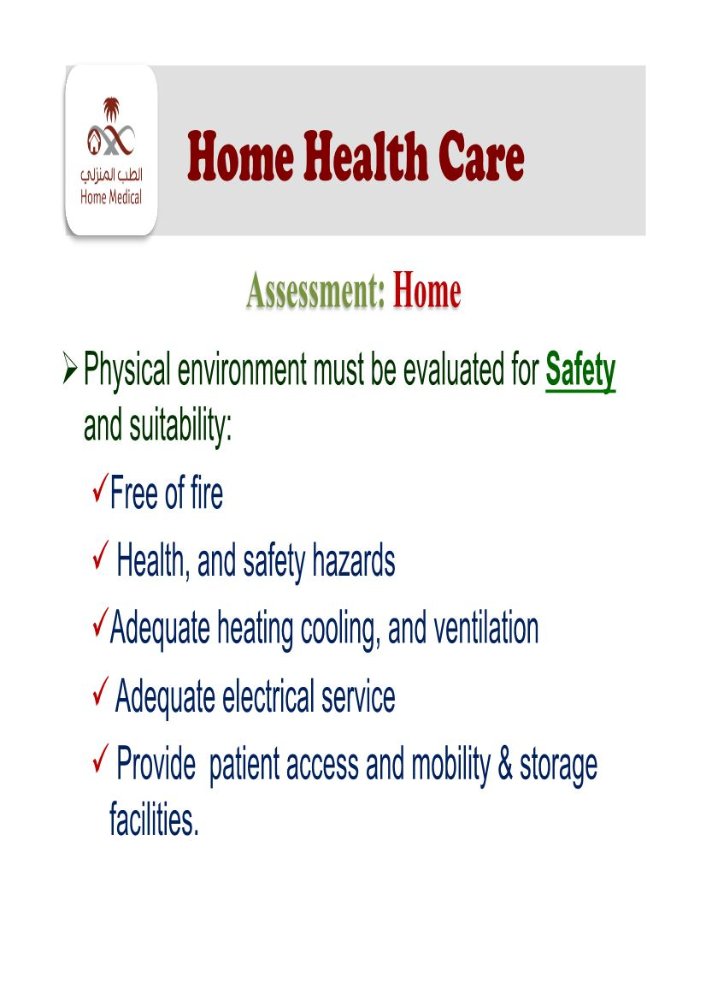 الطب المنزلي
Home Medical
Home Health Care
Assessment: Home
➢Physical environment must be evaluated for Safety
and suitability:
✓Free of fire
✓ Health, and safety hazards
✓Adequate heating cooling, and ventilation
✓ Adequate electrical service
✓ Provide  patient access and mobility & storage
facilities.